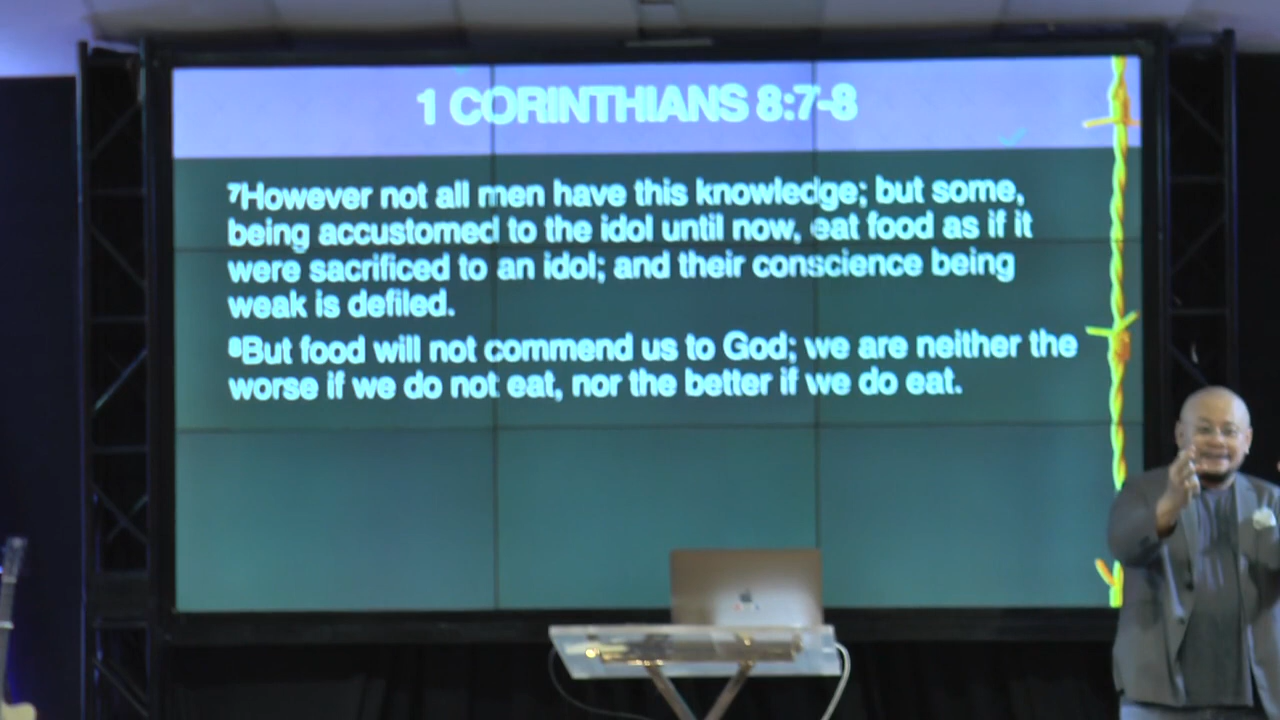 1 CORINTHIANS 8:7-8
⁷However not all men have this knowledge; but some,
being accustomed to the idol until now, eat food as if it
were sacrificed to an idol; and their conscience being
weak is defiled.
⁸But food will not commend us to God; we are neither the
worse if we do not eat, nor the better if we do eat.